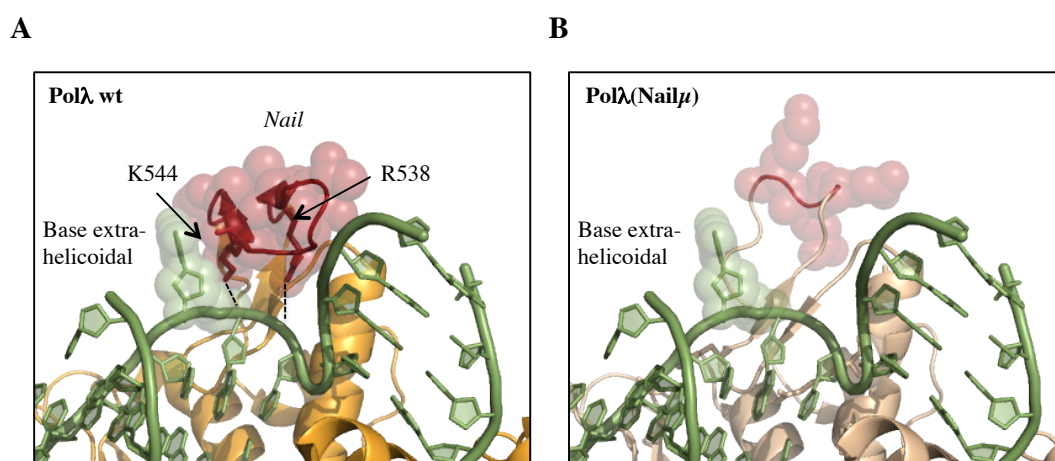 A
B
Polλ wt
Nail
K544
R538
Base extra-
helicoidal
Polλ(Nailμ)
Base extra-
helicoidal